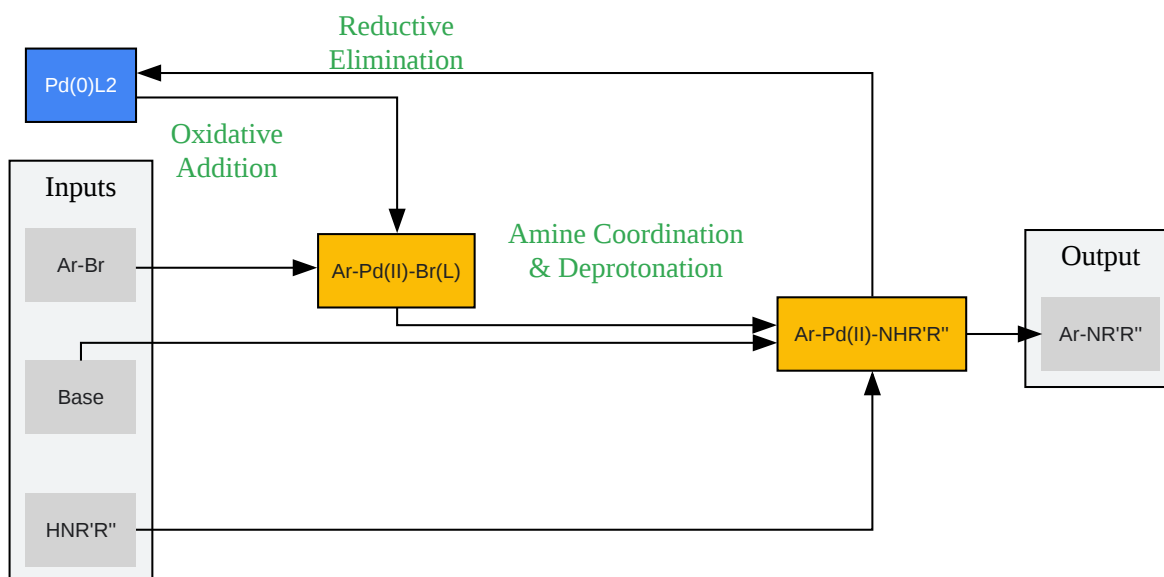 Reductive
Elimination
Pd(0)L2
Oxidative
Addition
Inputs
Ar-Br
Ar-Pd(II)-Br(L)
Amine Coordination
& Deprotonation
Output
Ar-Pd(II)-NHR'R''
Ar-NR'R''
Base
HNR'R''